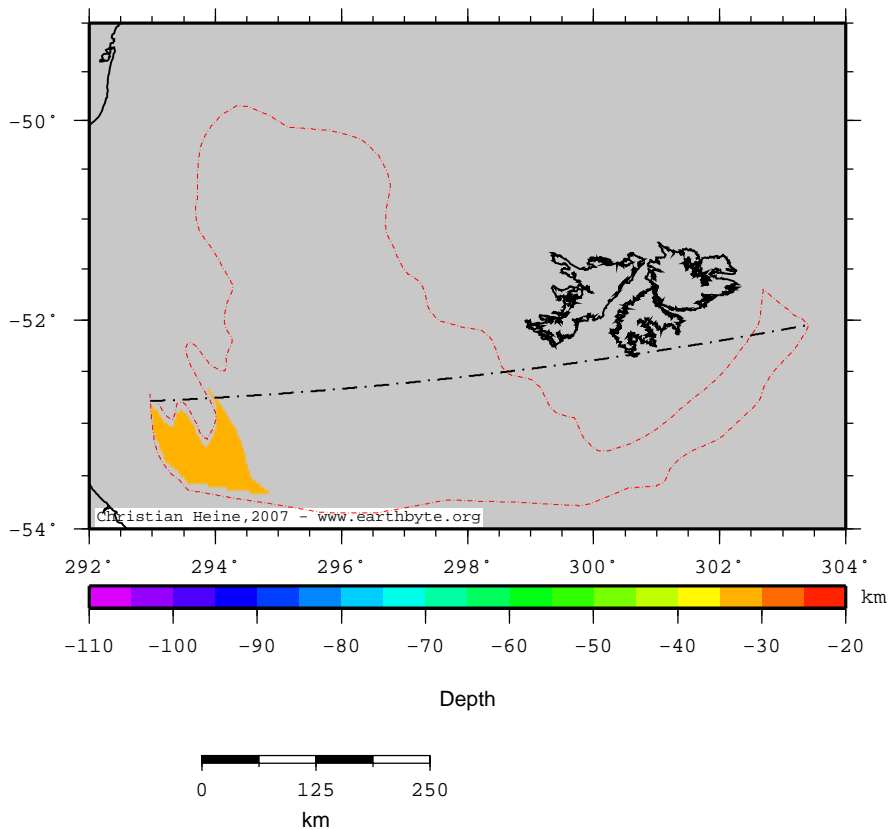 -50°
-52°
-54°
Christian Heine,2007 - www.earthbyte.org
292° 294° 296° 298° 300° 302° 304°
km
-110 -100 -90 -80 -70 -60 -50 -40 -30 -20
Depth
0 125 250
km